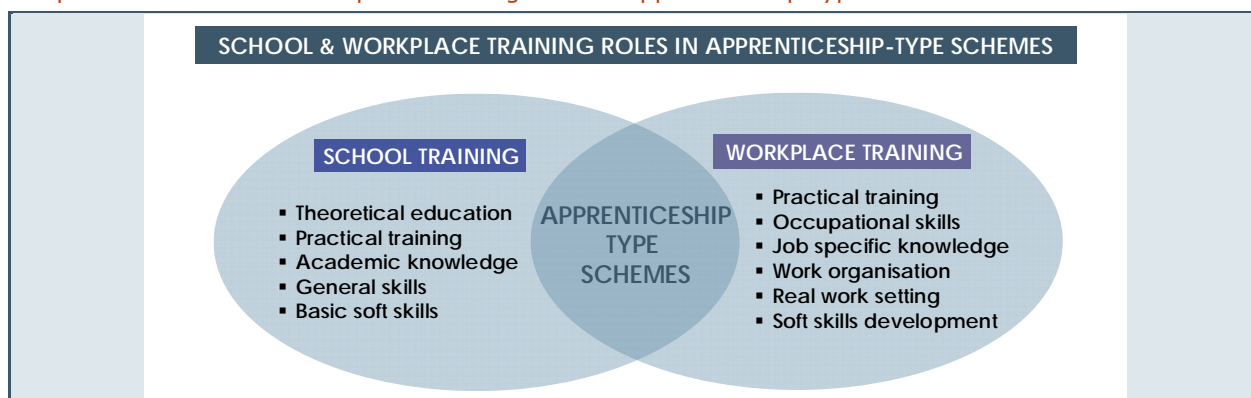 SCHOOL & WORKPLACE TRAINING ROLES IN APPRENTICESHIP-TYPE SCHEMES
SCHOOL TRAINING
▪ Theoretical education
▪ Practical training
▪ Academic knowledge
▪ General skills
▪ Basic soft skills
APPRENTICESHIP
TYPE
SCHEMES
WORKPLACE TRAINING
▪ Practical training
▪ Occupational skills
▪ Job specific knowledge
▪ Work organisation
▪ Real work setting
▪ Soft skills development